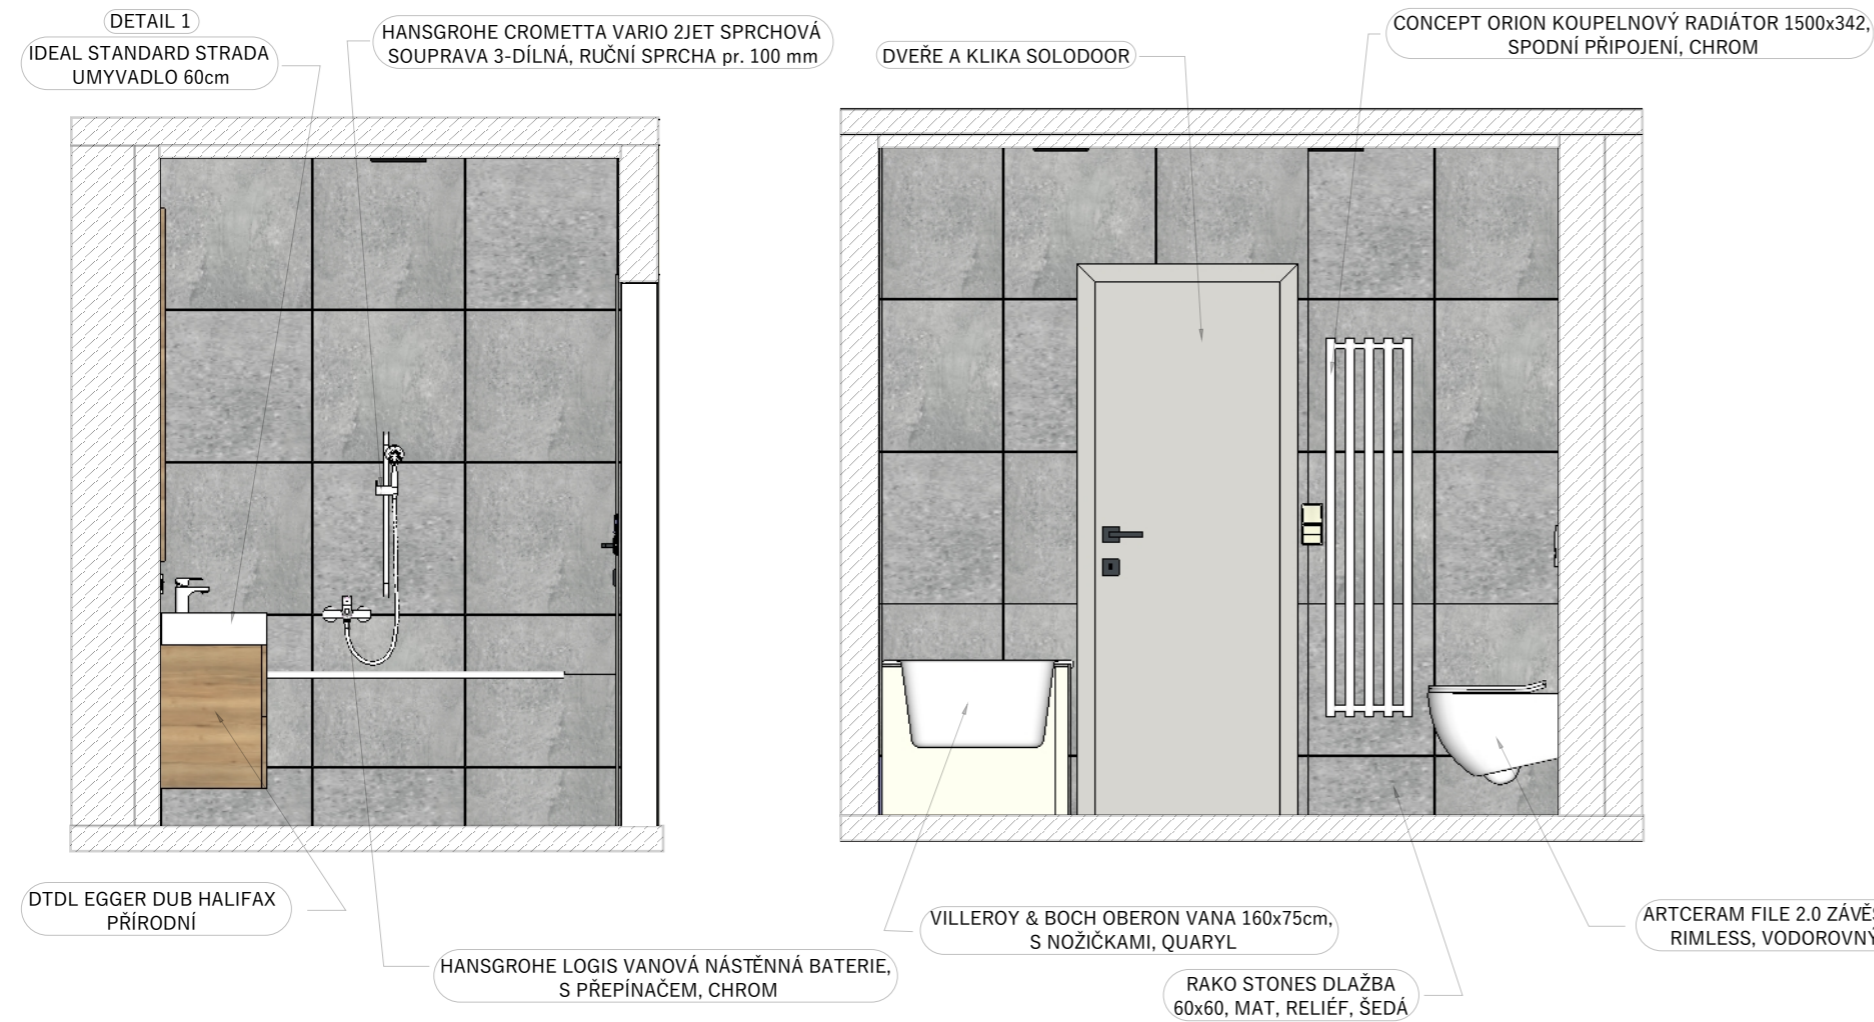 DETAIL 1
IDEAL STANDARD STRADA
UMYVADLO 60cm
HANSGROHE CROMETTA VARIO 2JET SPRCHOVÁ
SOUPRAVA 3-DÍLNÁ, RUČNÍ SPRCHA pr. 100 mm
DVEŘE A KLIKA SOLODOOR
CONCEPT ORION KOUPELNOVÝ RADIÁTOR 1500x342,
SPODNÍ PŘIPOJENÍ, CHROM
DTDL EGGER DUB HALIFAX
PŘÍRODNÍ
HANSGROHE LOGIS VANOVÁ NÁSTĚNNÁ BATERIE,
S PŘEPÍNAČEM, CHROM
VILLEROY & BOCH OBERON VANA 160x75cm,
S NOŽIČKAMI, QUARYL
RAKO STONES DLAŽBA
60x60, MAT, RELIÉF, ŠEDÁ
ARTCERAM FILE 2.0
RIMLESS,